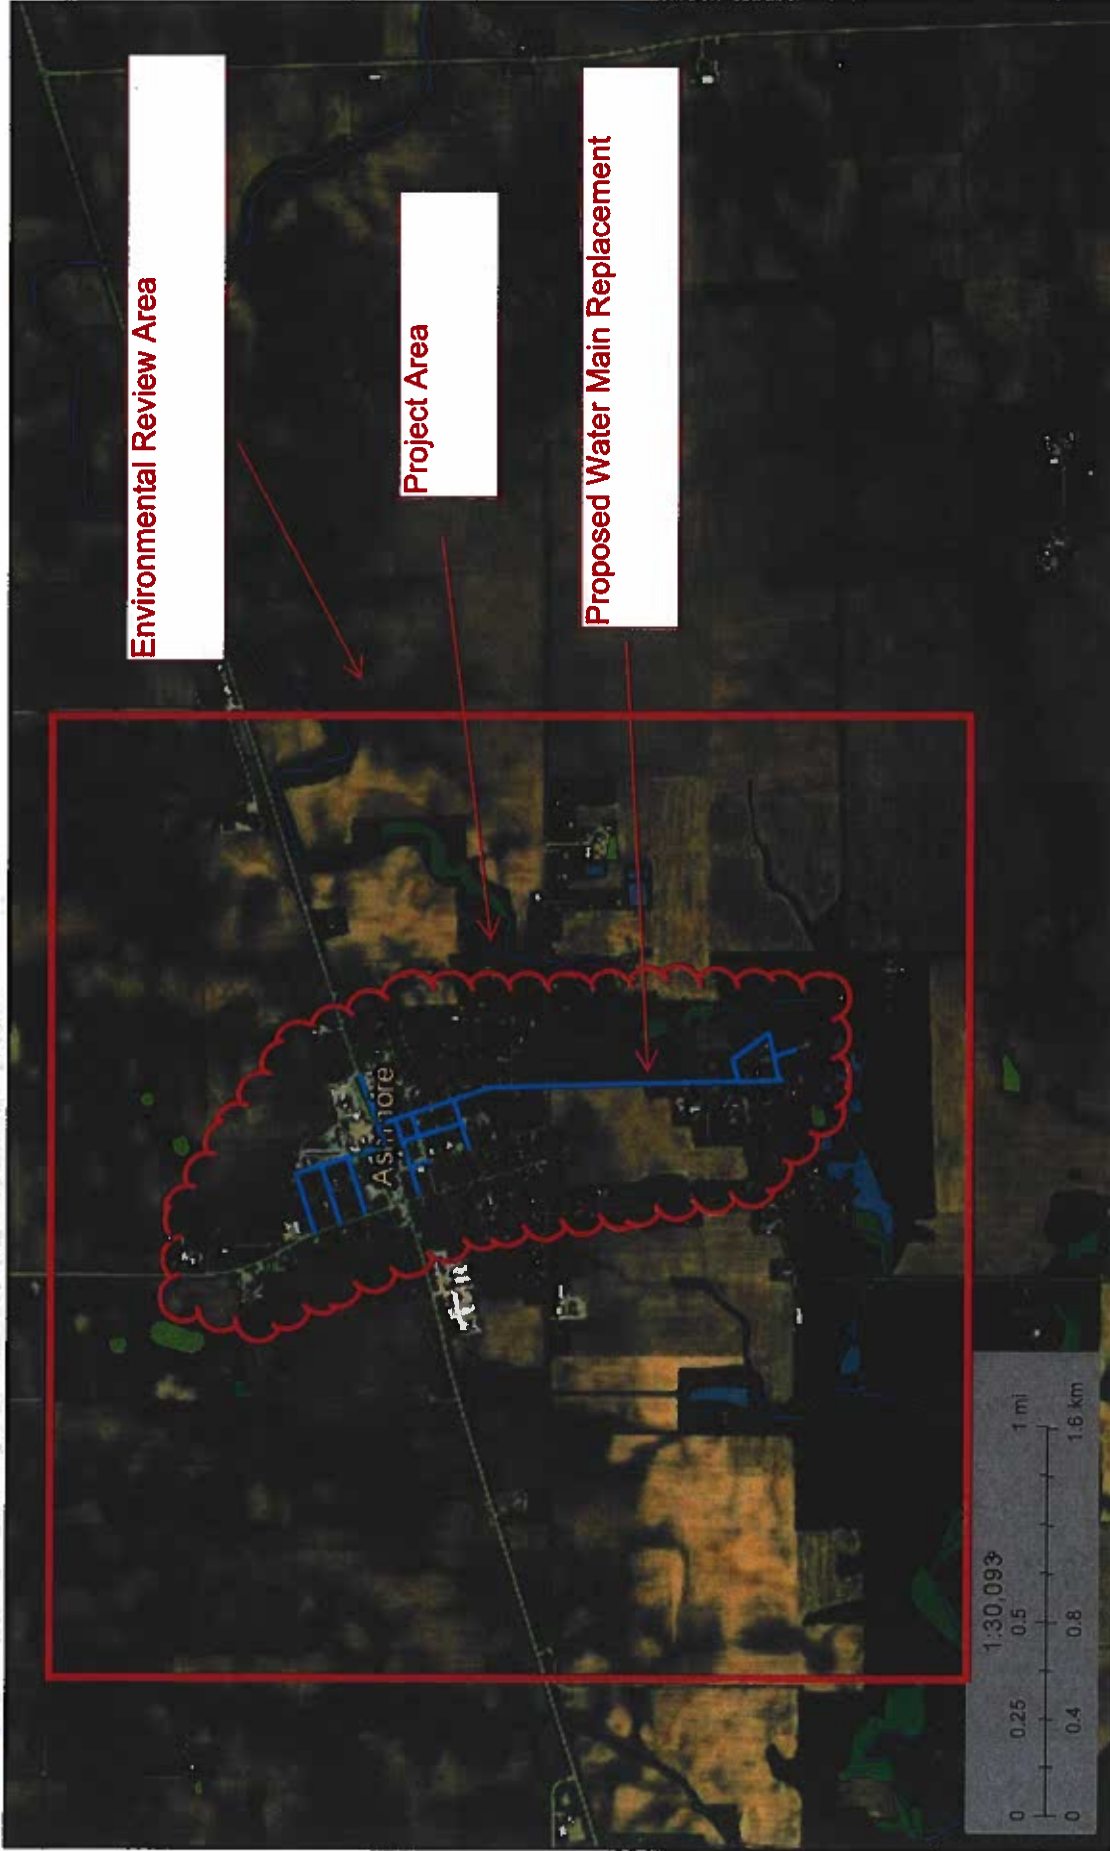 Environmental Review Area
Project Area
Proposed Water Main Replacement
Ashmore
1:30,093
0 0.25 0.5 1 mi
0 0.4 0.8 1.6 km